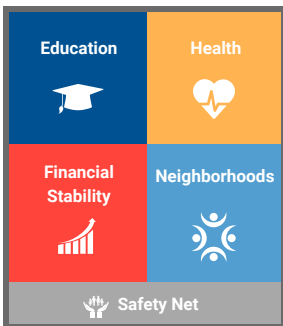 Education
Health
Financial
Stability
Neighborhoods
Safety Net